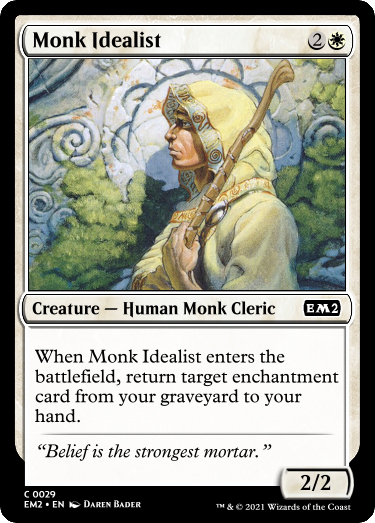 Monk Idealist 2
Creature — Human Monk Cleric EM2
When Monk Idealist enters the
battlefield, return target enchantment
card from your graveyard to your
hand.
“Belief is the strongest mortar.”
2/2
C 0029
EM2 • EN DAREN BADER ™ & © 2021 Wizards of the Coast